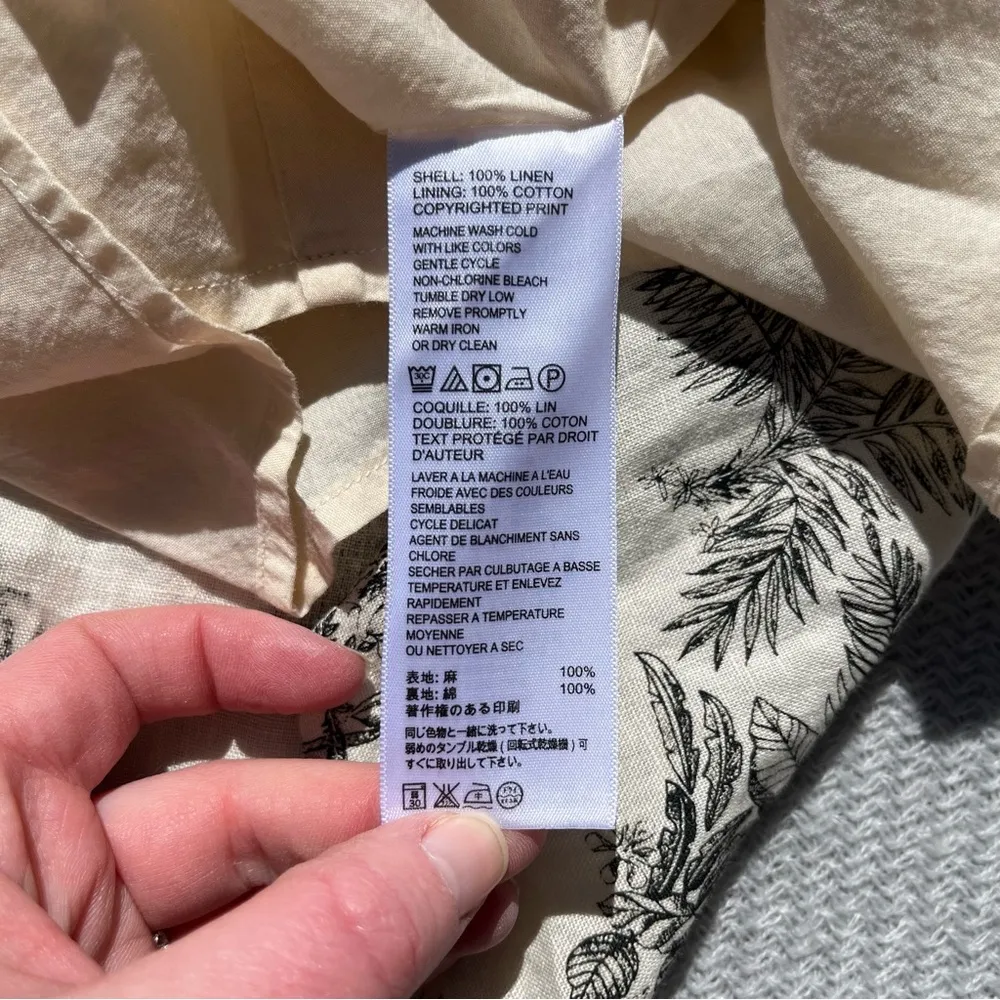 SHELL: 100% LINEN
LINING: 100% COTTON
COPYRIGHTED PRINT
MACHINE WASH COLD
WITH LIKE COLORS
GENTLE CYCLE
NON-CHLORINE BLEACH
TUMBLE DRY LOW
REMOVE PROMPTLY
WARM IRON
OR DRY CLEAN
30C P
COQUILLE: 100% LIN
DOUBLURE: 100% COTON
TEXT PROTÉGÉ PAR DROIT
D'AUTEUR
LAVER A LA MACHINE A L'EAU
FROIDE AVEC DES COULEURS
SEMBLABLES
CYCLE DELICAT
AGENT DE BLANCHIMENT SANS
CHLORE
SECHER PAR CULBUTAGE A BASSE
TEMPERATURE ET ENLEVEZ
RAPIDEMENT
REPASSER A TEMPERATURE
MOYENNE
OU NETTOYER A SEC
表地: 麻 100%
裏地: 綿 100%
著作権のある印刷
同じ色物と一緒に洗って下さい。
弱めのタンブル乾燥(回転式乾燥機)可
すぐに取り出して下さい。
弱 30 中 ドライ